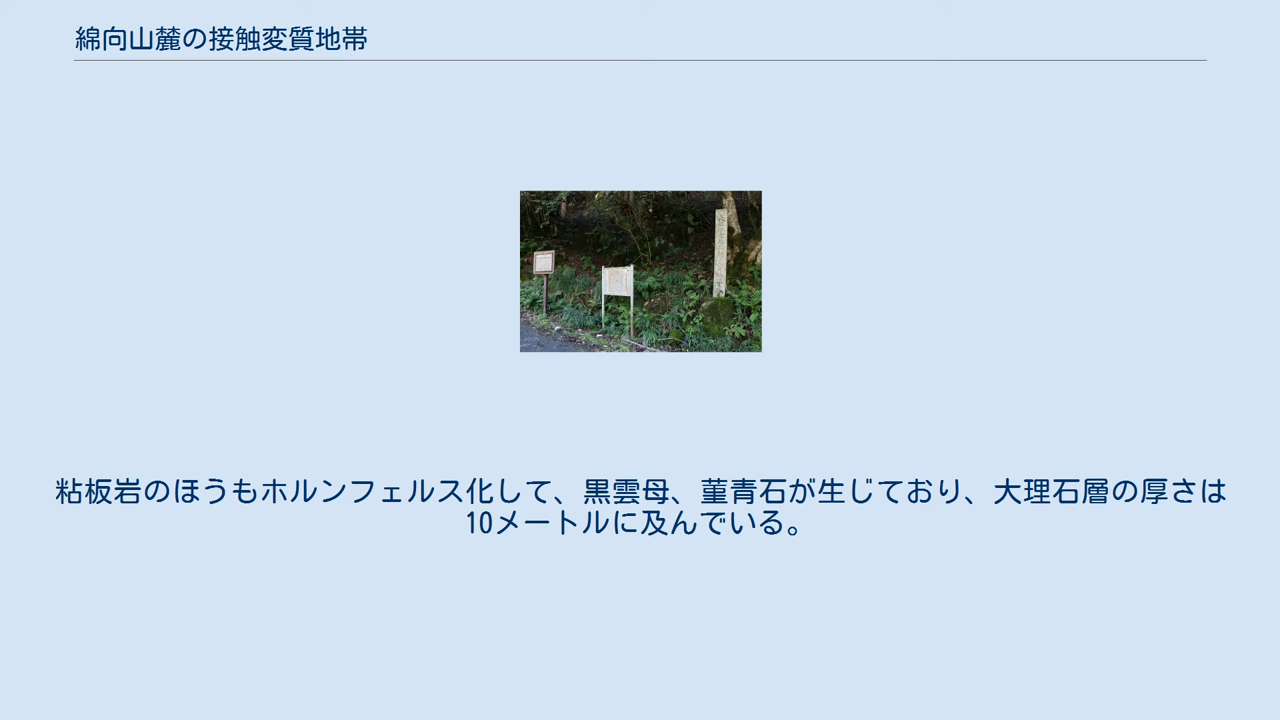 綿向山麓の接触変質地帯
粘板岩のほうもホルンフェルス化して、黒雲母、菫青石が生じており、大理石層の厚さは
10メートルに及んでいる。